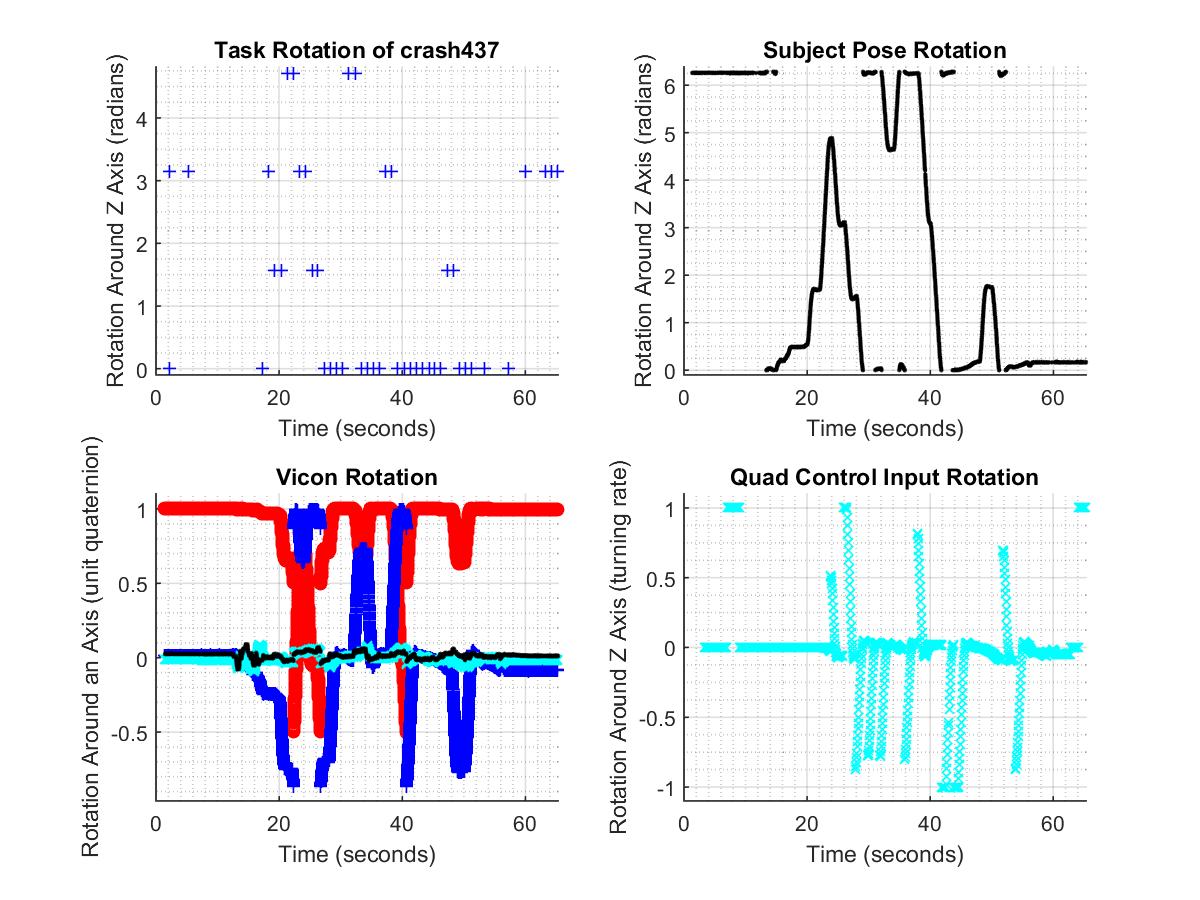 Task Rotation of crash437
Rotation Around Z Axis (radians)
4
3
2
1
0
0 20 40 60
Time (seconds)
Subject Pose Rotation
Rotation Around Z Axis (radians)
6
5
4
3
2
1
0
0 20 40 60
Time (seconds)
Vicon Rotation
Rotation Around an Axis (unit quaternion)
1
0.5
0
-0.5
0 20 40 60
Time (seconds)
Quad Control Input Rotation
Rotation Around Z Axis (turning rate)
1
0.5
0
-0.5
-1
0 20 40 60
Time (seconds)